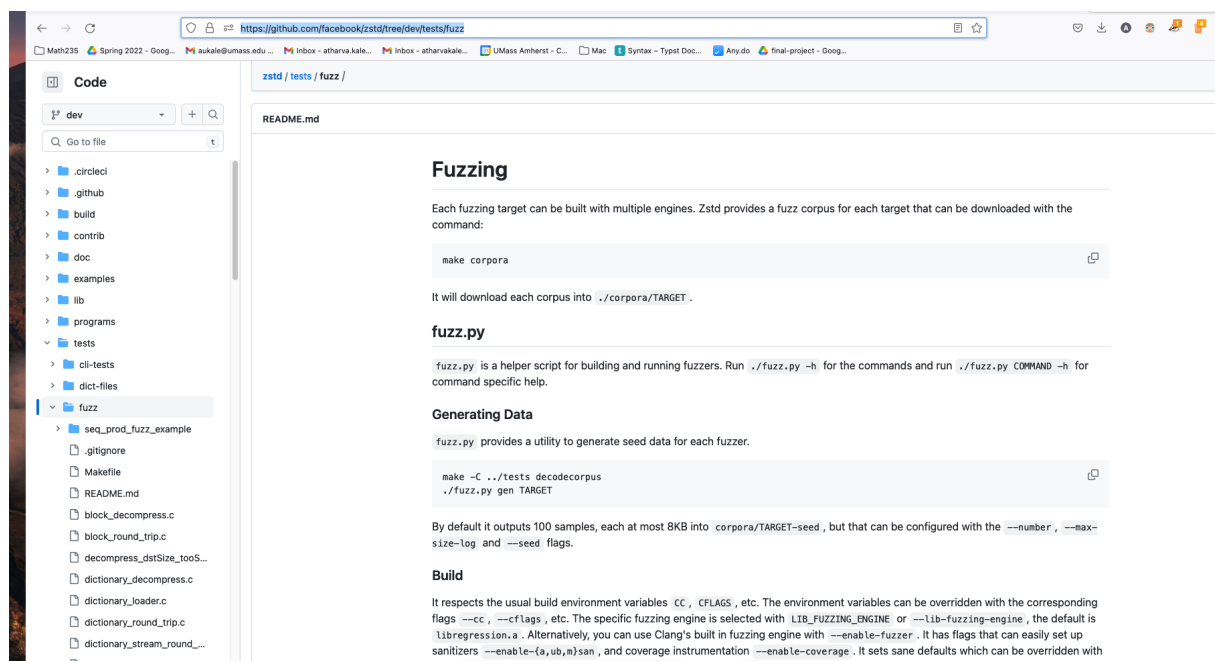 https://github.com/facebook/zstd/tree/dev/tests/fuzz
Math235 Spring 2022 - Goog... aukale@umass.edu ... Inbox - atharva.kale... Inbox - atharvakale... UMass Amherst - C... Mac Syntax – Typst Doc... Any.do final-project - Goog...
Code
zstd / tests / fuzz /
dev
Go to file t
README.md
.circleci
.github
build
contrib
doc
examples
lib
programs
tests
cli-tests
dict-files
fuzz
seq_prod_fuzz_example
.gitignore
Makefile
README.md
block_decompress.c
block_round_trip.c
decompress_dstSize_tooS...
dictionary_decompress.c
dictionary_loader.c
dictionary_round_trip.c
dictionary_stream_round_...
Fuzzing
Each fuzzing target can be built with multiple engines. Zstd provides a fuzz corpus for each target that can be downloaded with the
command:
make corpora
It will download each corpus into ./corpora/TARGET .
fuzz.py
fuzz.py is a helper script for building and running fuzzers. Run ./fuzz.py -h for the commands and run ./fuzz.py COMMAND -h for
command specific help.
Generating Data
fuzz.py provides a utility to generate seed data for each fuzzer.
make -C ../tests decodecorpus
./fuzz.py gen TARGET
By default it outputs 100 samples, each at most 8KB into corpora/TARGET-seed , but that can be configured with the --number , --max-
size-log and --seed flags.
Build
It respects the usual build environment variables CC , CFLAGS , etc. The environment variables can be overridden with the corresponding
flags --cc , --cflags , etc. The specific fuzzing engine is selected with LIB_FUZZING_ENGINE or --lib-fuzzing-engine , the default is
libregression.a . Alternatively, you can use Clang's built in fuzzing engine with --enable-fuzzer . It has flags that can easily set up
sanitizers --enable-{a,ub,m}san , and coverage instrumentation --enable-coverage . It sets sane defaults which can be overridden with